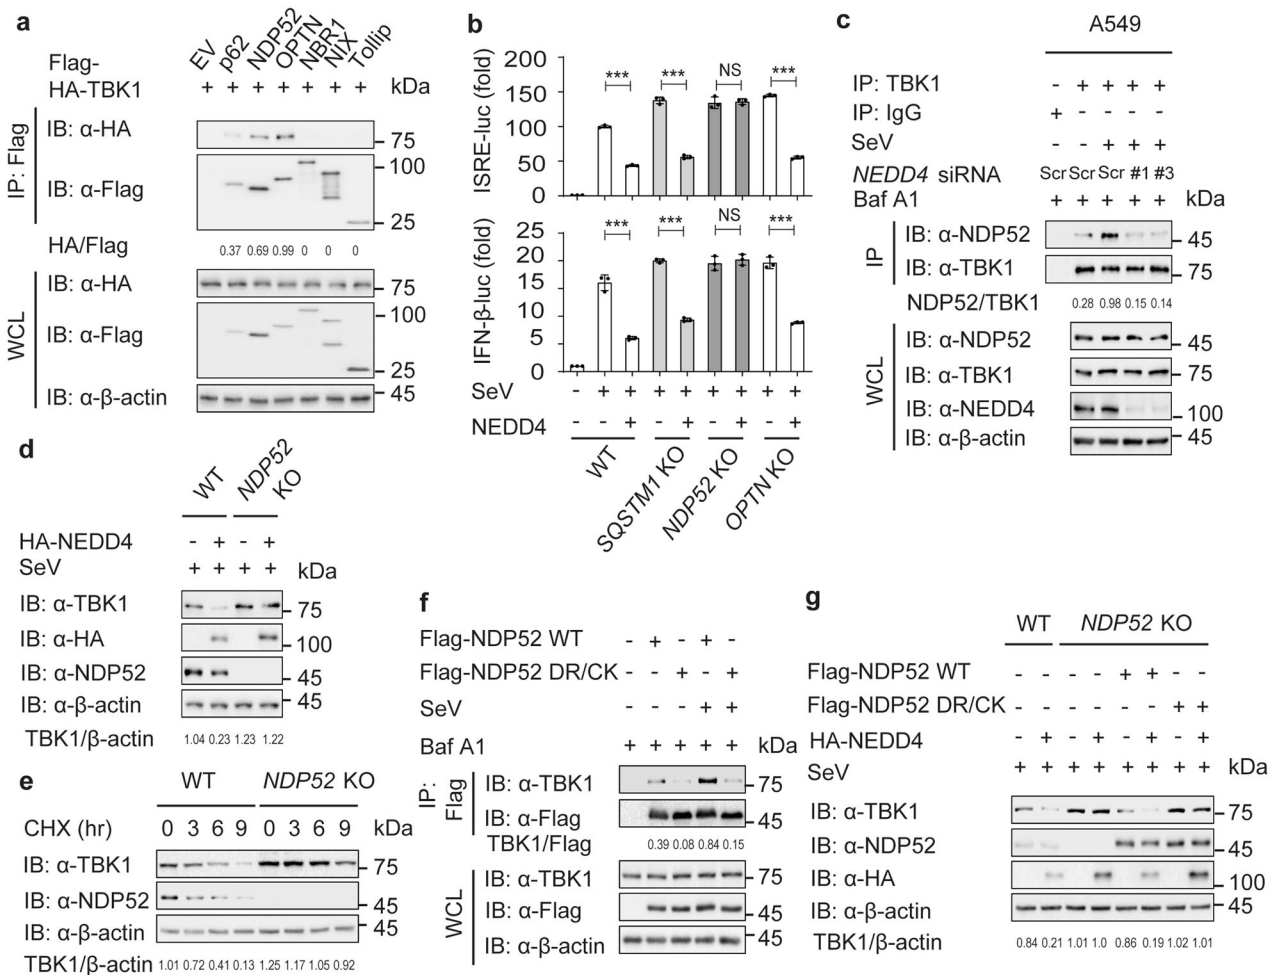 a
Flag- EV p62 NDP52 OPTN NBR1 NIX Tollip
HA-TBK1 + + + + + + + kDa
IP: Flag
IB: α-HA 75
IB: α-Flag 100
25
HA/Flag 0.37 0.69 0.99 0 0 0
WCL
IB: α-HA 75
IB: α-Flag 100
25
IB: α-β-actin 45
b
ISRE-luc (fold)
200
150
100
50
0
*** *** NS ***
IFN-β-luc (fold)
25
20
15
10
5
0
*** *** NS ***
SeV - + + + + + + + +
NEDD4 - - + - + - + - +
WT SQSTM1 KO NDP52 KO OPTN KO
c
A549
IP: TBK1 - + + + +
IP: IgG + - - - -
SeV - - + + +
NEDD4 siRNA Scr Scr Scr #1 #3
Baf A1 + + + + + kDa
IP
IB: α-NDP52 45
IB: α-TBK1 75
NDP52/TBK1 0.28 0.98 0.15 0.14
WCL
IB: α-NDP52 45
IB: α-TBK1 75
IB: α-NEDD4 100
IB: α-β-actin 45
d
WT NDP52 KO
HA-NEDD4 - + - +
SeV + + + + kDa
IB: α-TBK1 75
IB: α-HA 100
IB: α-NDP52 45
IB: α-β-actin 45
TBK1/β-actin 1.04 0.23 1.23 1.22
e
WT NDP52 KO
CHX (hr) 0 3 6 9 0 3 6 9 kDa
IB: α-TBK1 75
IB: α-NDP52 45
IB: α-β-actin 45
TBK1/β-actin 1.01 0.72 0.41 0.13 1.25 1.17 1.05 0.92
f
Flag-NDP52 WT - + - + -
Flag-NDP52 DR/CK - - + - +
SeV - - - + +
Baf A1 + + + + + kDa
IP: Flag
IB: α-TBK1 75
IB: α-Flag 45
TBK1/Flag 0.39 0.08 0.84 0.15
WCL
IB: α-TBK1 75
IB: α-Flag 45
IB: α-β-actin 45
g
WT NDP52 KO
Flag-NDP52 WT - - - - + + - -
Flag-NDP52 DR/CK - - - - - - + +
HA-NEDD4 - + - + - + - +
SeV + + + + + + + + kDa
IB: α-TBK1 75
IB: α-NDP52 45
IB: α-HA 100
IB: α-β-actin 45
TBK1/β-actin 0.84 0.21 1.01 1.0 0.86 0.19 1.02 1.01